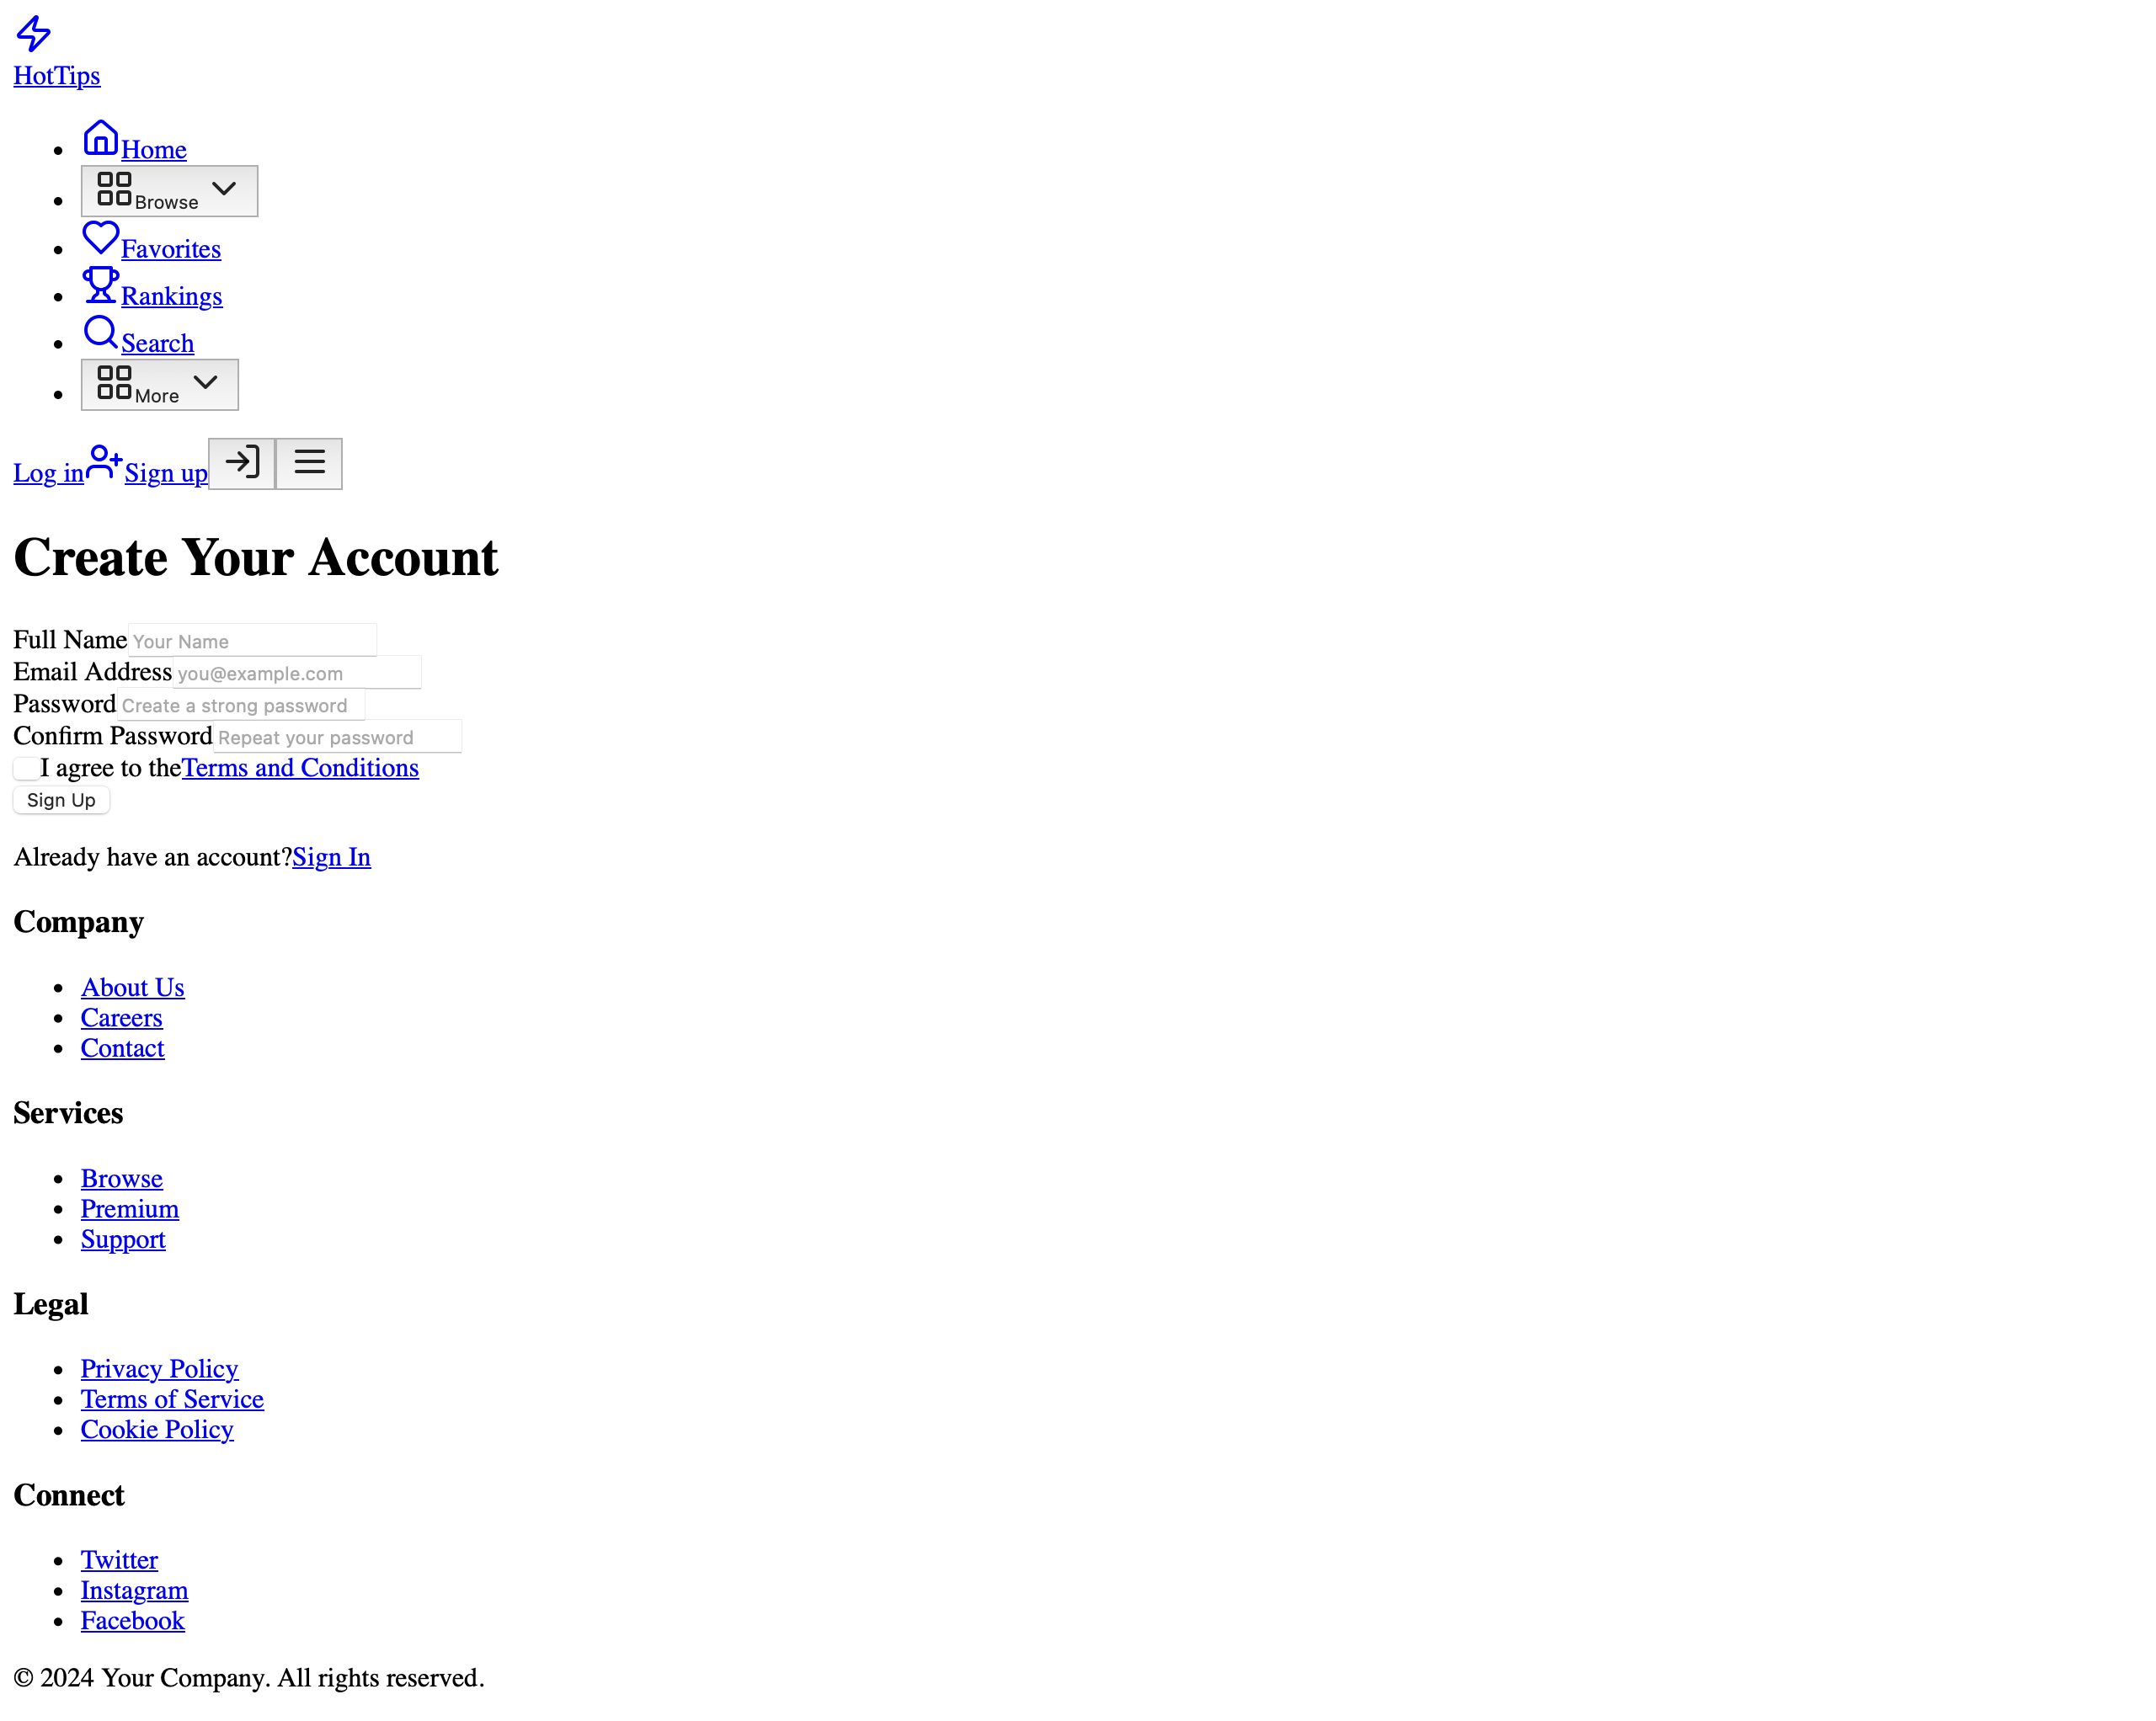 HotTips
Home
Browse
Favorites
Rankings
Search
More
Log in Sign up
Create Your Account
Full Name Your Name
Email Address you@example.com
Password Create a strong password
Confirm Password Repeat your password
I agree to the Terms and Conditions
Sign Up
Already have an account? Sign In
Company
About Us
Careers
Contact
Services
Browse
Premium
Support
Legal
Privacy Policy
Terms of Service
Cookie Policy
Connect
Twitter
Instagram
Facebook
© 2024 Your Company. All rights reserved.